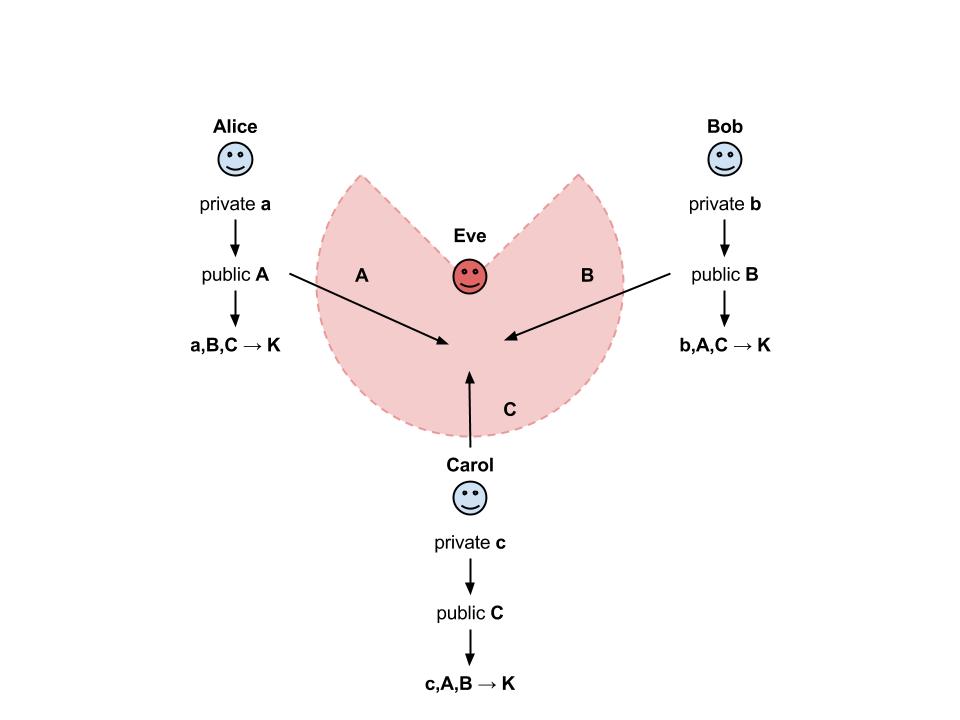 Alice
private a
public A
a,B,C → K
Bob
private b
public B
b,A,C → K
Eve
A
B
C
Carol
private c
public C
c,A,B → K